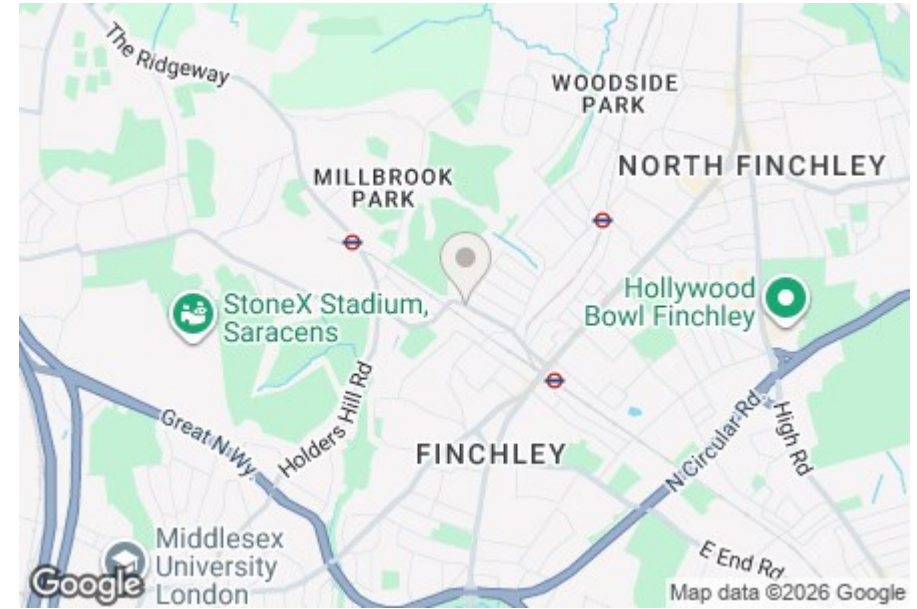 The Ridgeway
WOODSIDE
PARK
NORTH FINCHLEY
MILLBROOK
PARK
StoneX Stadium,
Saracens
Hollywood
Bowl Finchley
Holders Hill Rd
Great N Wy.
FINCHLEY
N Circular Rd
High Rd
E End Rd
Middlesex
University
London
Google
Map data ©2026 Google